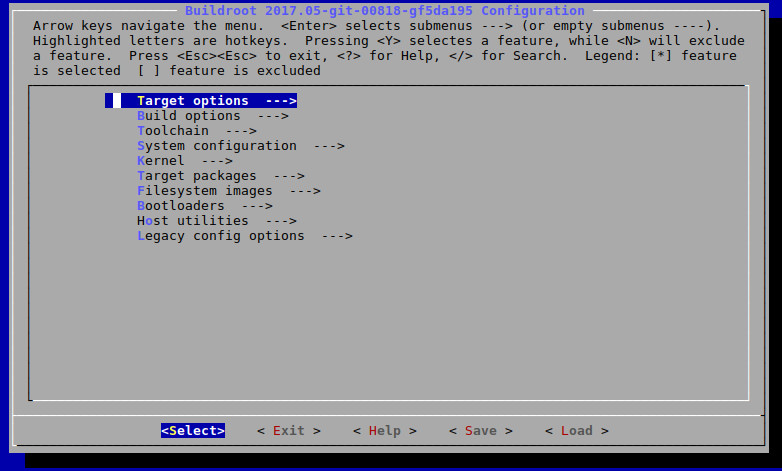 Buildroot 2017.05-git-00818-gf5da195 Configuration
Arrow keys navigate the menu.  <Enter> selects submenus ---> (or empty submenus ----).
Highlighted letters are hotkeys.  Pressing <Y> selectes a feature, while <N> will exclude
a feature.  Press <Esc><Esc> to exit, <?> for Help, </> for Search.  Legend: [*] feature
is selected  [ ] feature is excluded
Target options  --->
Build options  --->
Toolchain  --->
System configuration  --->
Kernel  --->
Target packages  --->
Filesystem images  --->
Bootloaders  --->
Host utilities  --->
Legacy config options  --->
<Select>    < Exit >    < Help >    < Save >    < Load >